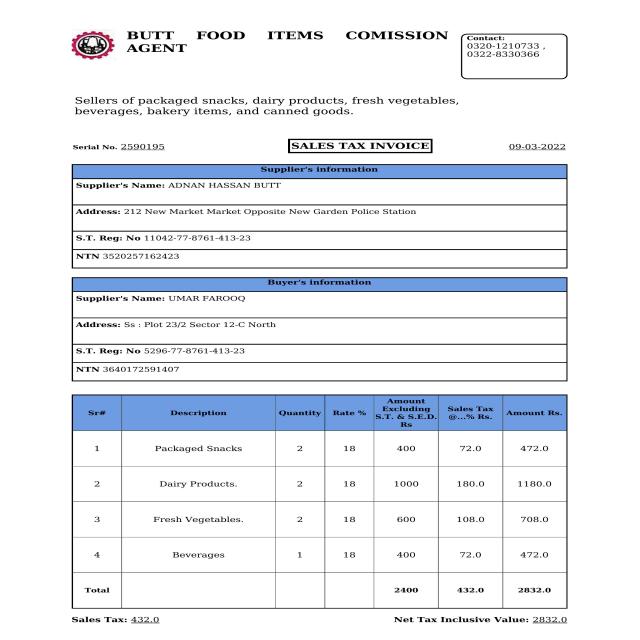 BUTT FOOD ITEMS COMISSION
AGENT
Contact:
0320-1210733 ,
0322-8330366
Sellers of packaged snacks, dairy products, fresh vegetables,
beverages, bakery items, and canned goods.
Serial No. 2590195 SALES TAX INVOICE 09-03-2022
Supplier's information
Supplier's Name: ADNAN HASSAN BUTT
Address: 212 New Market Market Opposite New Garden Police Station
S.T. Reg: No 11042-77-8761-413-23
NTN 3520257162423
Buyer's information
Supplier's Name: UMAR FAROOQ
Address: Ss : Plot 23/2 Sector 12-C North
S.T. Reg: No 5296-77-8761-413-23
NTN 3640172591407
Sr# Description Quantity Rate % Amount Excluding S.T. & S.E.D. Rs Sales Tax @...% Rs. Amount Rs.
1 Packaged Snacks 2 18 400 72.0 472.0
2 Dairy Products. 2 18 1000 180.0 1180.0
3 Fresh Vegetables. 2 18 600 108.0 708.0
4 Beverages 1 18 400 72.0 472.0
Total 2400 432.0 2832.0
Sales Tax: 432.0 Net Tax Inclusive Value: 2832.0